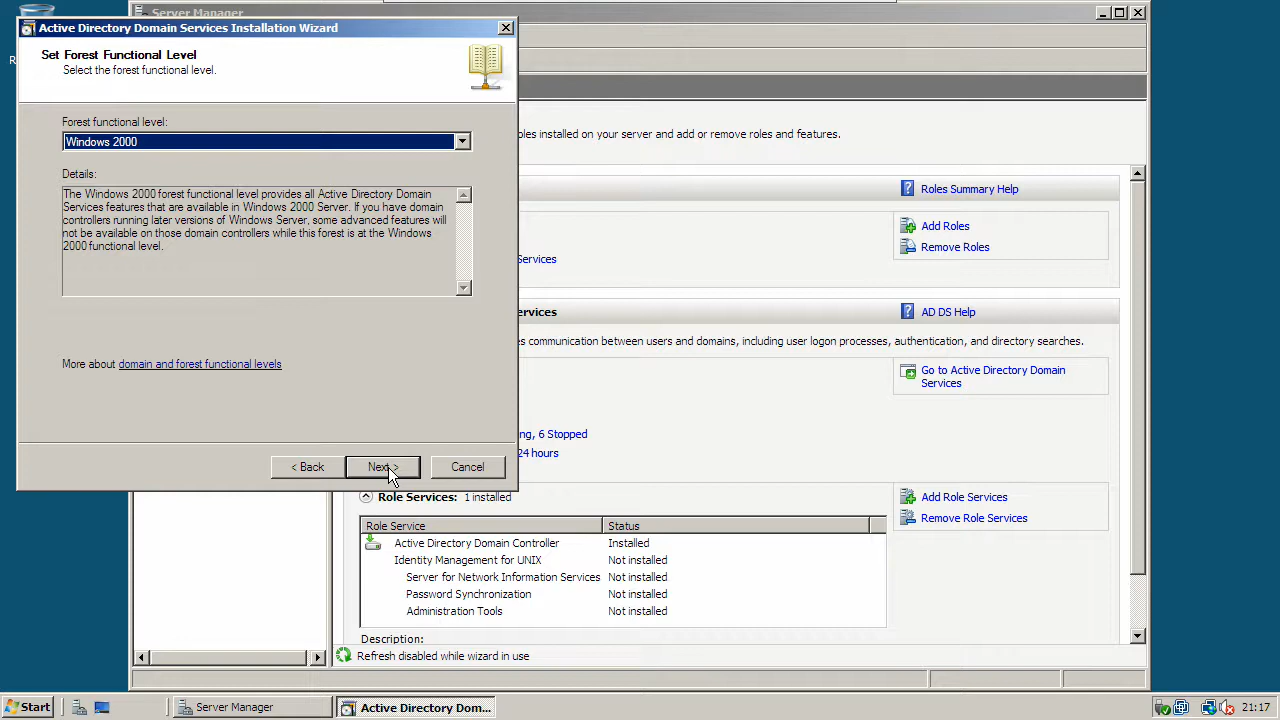 Server Manager
Active Directory Domain Services Installation Wizard
Set Forest Functional Level
Select the forest functional level.
Forest functional level:
Windows 2000
Details:
The Windows 2000 forest functional level provides all Active Directory Domain
Services features that are available in Windows 2000 Server. If you have domain
controllers running later versions of Windows Server, some advanced features will
not be available on those domain controllers while this forest is at the Windows
2000 functional level.
More about domain and forest functional levels
< Back
Next >
Cancel
R
oles installed on your server and add or remove roles and features.
Roles Summary Help
Add Roles
Remove Roles
Services
ervices
AD DS Help
es communication between users and domains, including user logon processes, authentication, and directory searches.
Go to Active Directory Domain
Services
ng, 6 Stopped
24 hours
Role Services: 1 installed
Add Role Services
Remove Role Services
Role Service Status
Active Directory Domain Controller Installed
Identity Management for UNIX Not installed
Server for Network Information Services Not installed
Password Synchronization Not installed
Administration Tools Not installed
Description:
Refresh disabled while wizard in use
Start
Server Manager
Active Directory Dom...
21:17